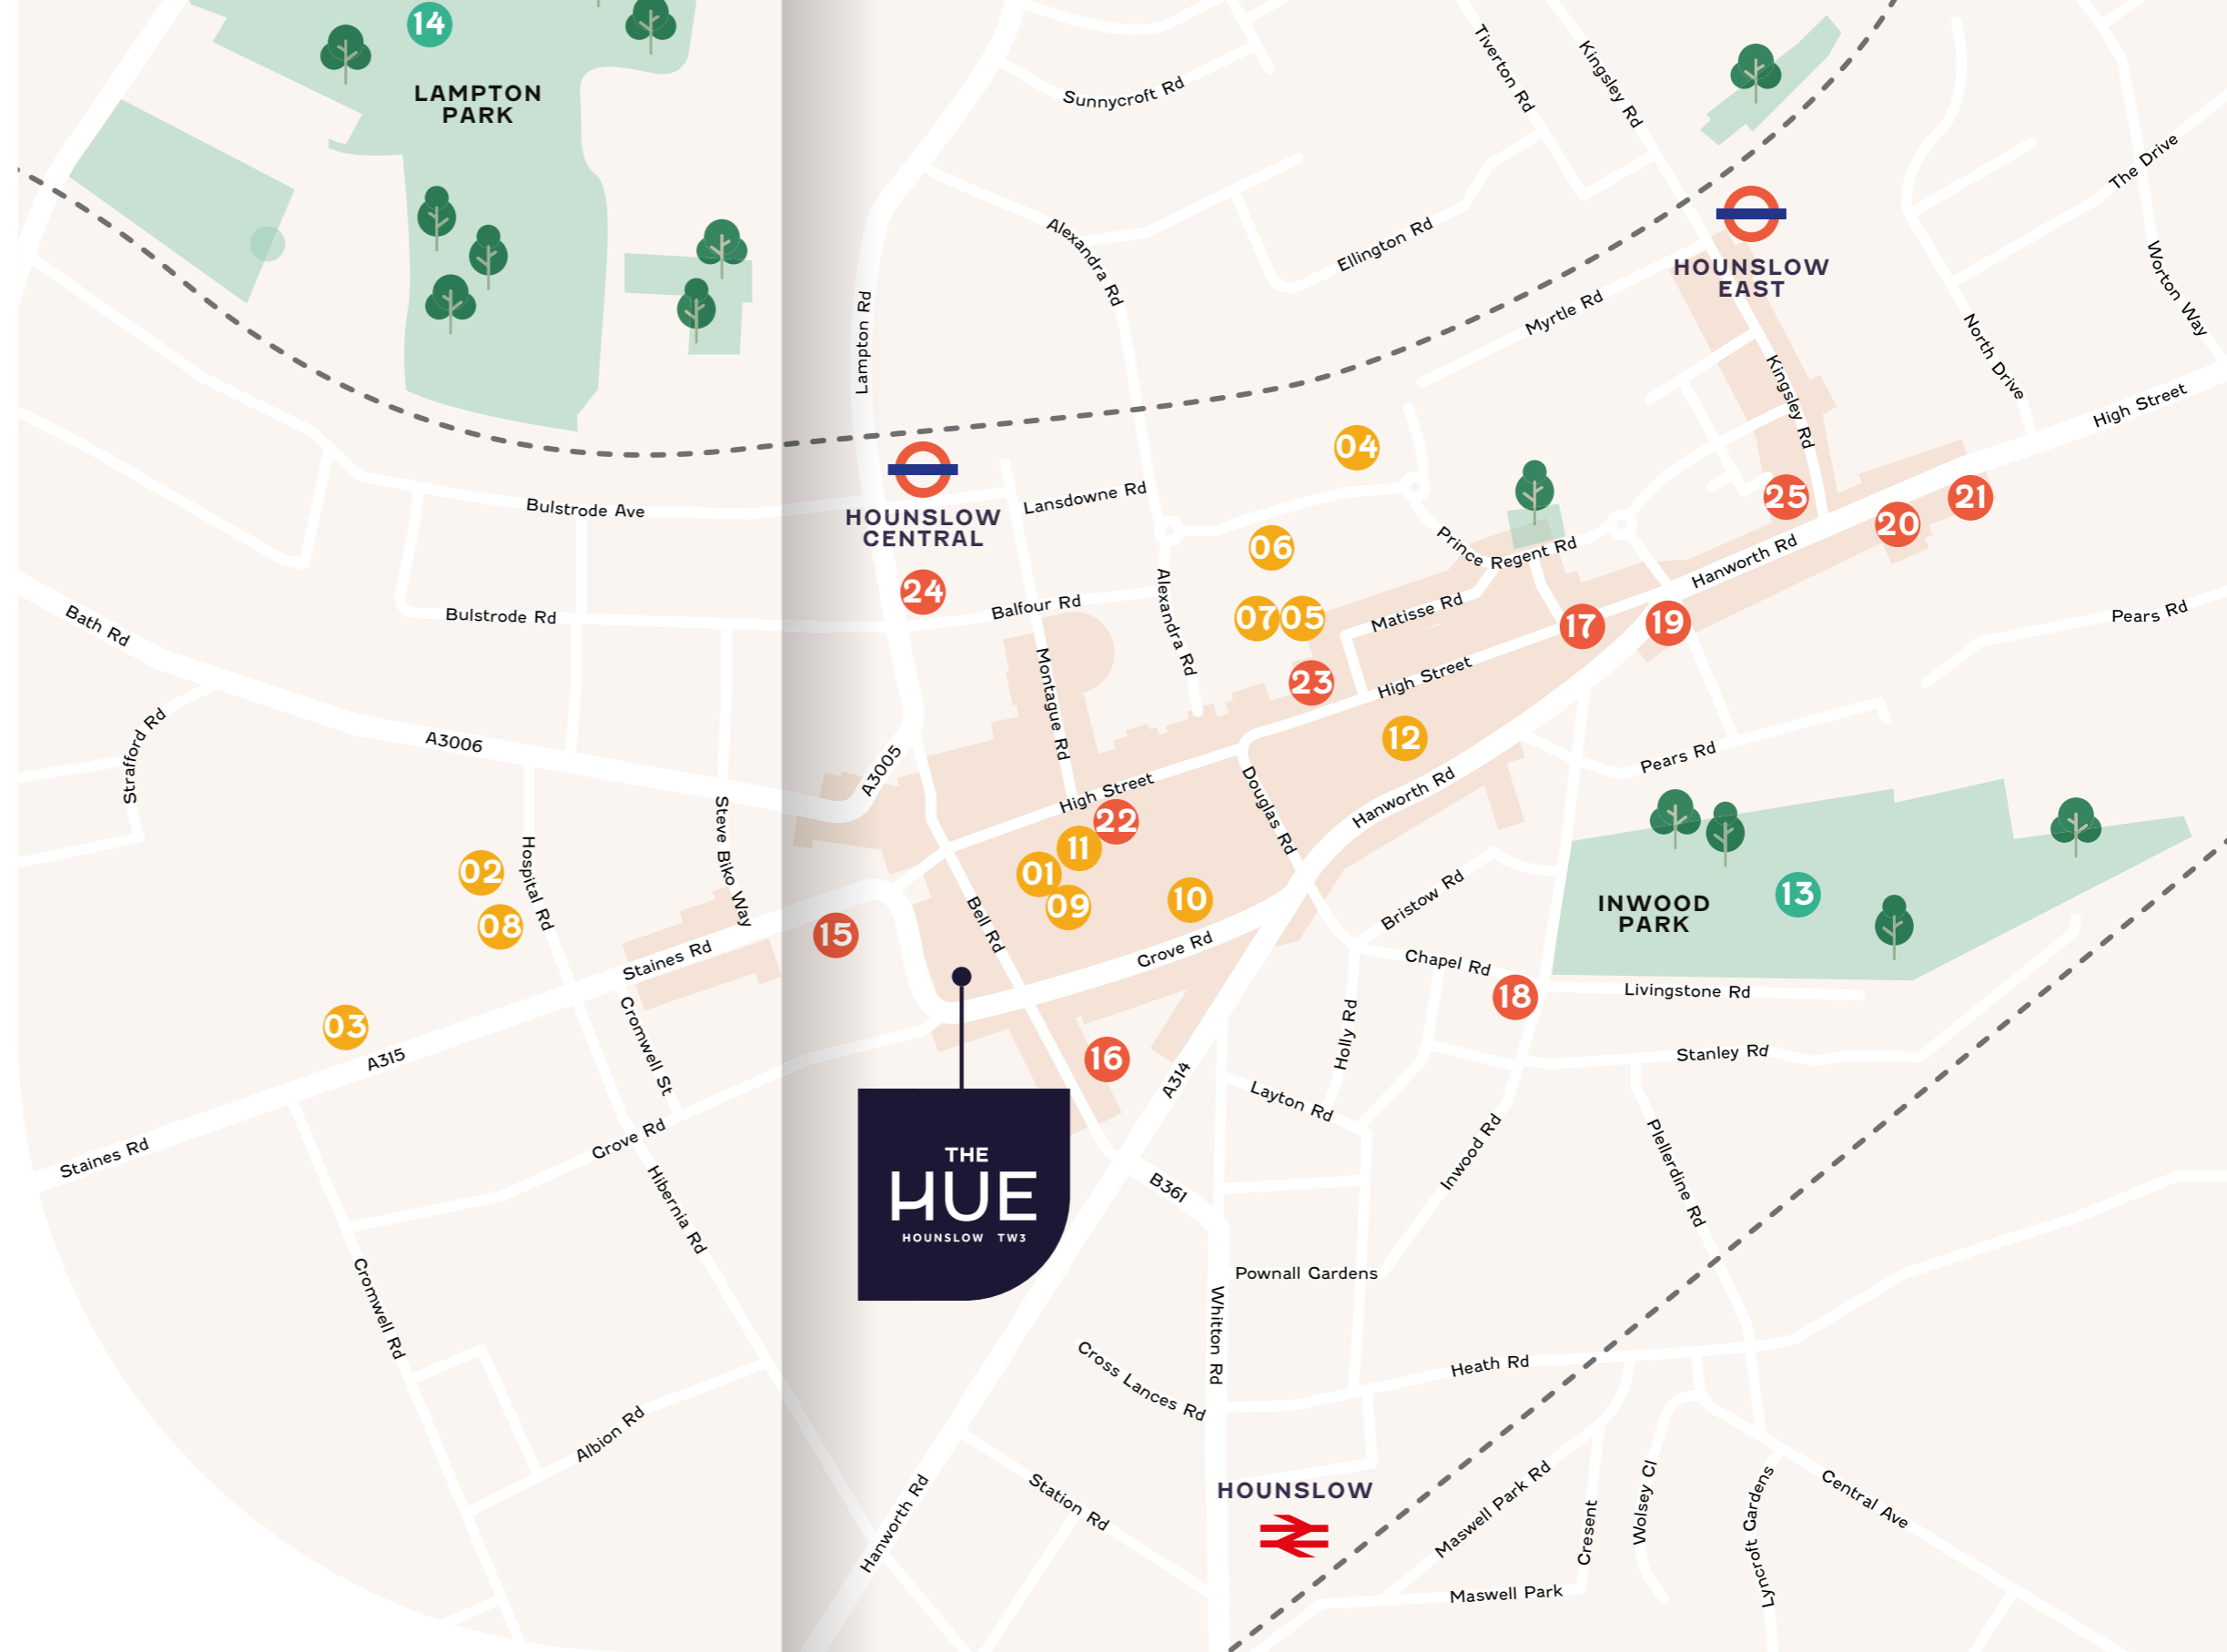 14
LAMPTON
PARK
Sunnycroft Rd
Tiverton Rd
Kingsley Rd
The Drive
Alexandra Rd
Ellington Rd
HOUNSLOW
EAST
Worton Way
Lampton Rd
Myrtle Rd
North Drive
Kingsley Rd
High Street
04
Bulstrode Ave
HOUNSLOW
CENTRAL
Lansdowne Rd
06
Prince Regent Rd
25
20
21
Hanworth Rd
24
Bath Rd
Bulstrode Rd
Balfour Rd
Alexandra Rd
07
05
Matisse Rd
17
19
Pears Rd
Montague Rd
23
High Street
Strafford Rd
A3006
A3005
12
Pears Rd
High Street
Douglas Rd
Hanworth Rd
22
Steve Biko Way
11
02
Hospital Rd
01
09
10
Bristow Rd
INWOOD
PARK
13
08
15
Bell Rd
Staines Rd
Grove Rd
Chapel Rd
18
Livingstone Rd
03
A315
Cromwell St
16
A314
Holly Rd
Stanley Rd
Layton Rd
Staines Rd
Grove Rd
Inwood Rd
Plellerdine Rd
THE
HUE
HOUNSLOW TW3
Hibernia Rd
B361
Pownall Gardens
Cromwell Rd
Whitton Rd
Cross Lances Rd
Heath Rd
Albion Rd
Hanworth Rd
Station Rd
HOUNSLOW
Maswell Park Rd
Cresent
Wolsey Cl
Lyncroft Gardens
Central Ave
Maswell Park